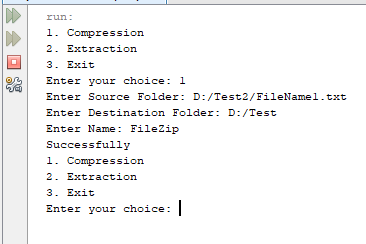 run:
1. Compression
2. Extraction
3. Exit
Enter your choice: 1
Enter Source Folder: D:/Test2/FileName1.txt
Enter Destination Folder: D:/Test
Enter Name: FileZip
Successfully
1. Compression
2. Extraction
3. Exit
Enter your choice: